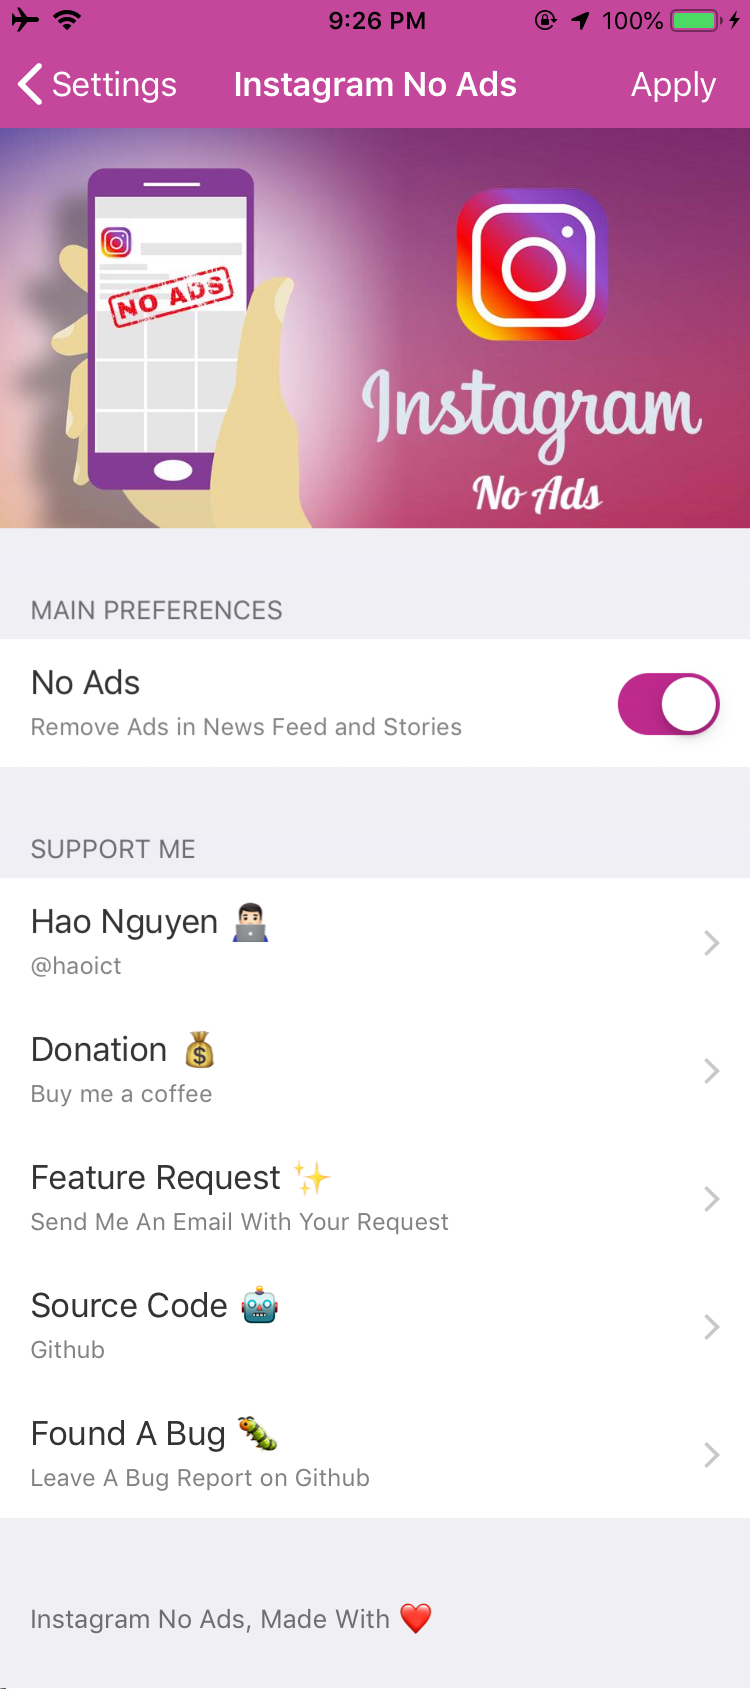 9:26 PM 100%
Settings Instagram No Ads Apply
NO ADS
Instagram
No Ads
MAIN PREFERENCES
No Ads
Remove Ads in News Feed and Stories
SUPPORT ME
Hao Nguyen 👨🏻‍💻
@haoict
Donation 💰
Buy me a coffee
Feature Request ✨
Send Me An Email With Your Request
Source Code 🤖
Github
Found A Bug 🐛
Leave A Bug Report on Github
Instagram No Ads, Made With ❤️